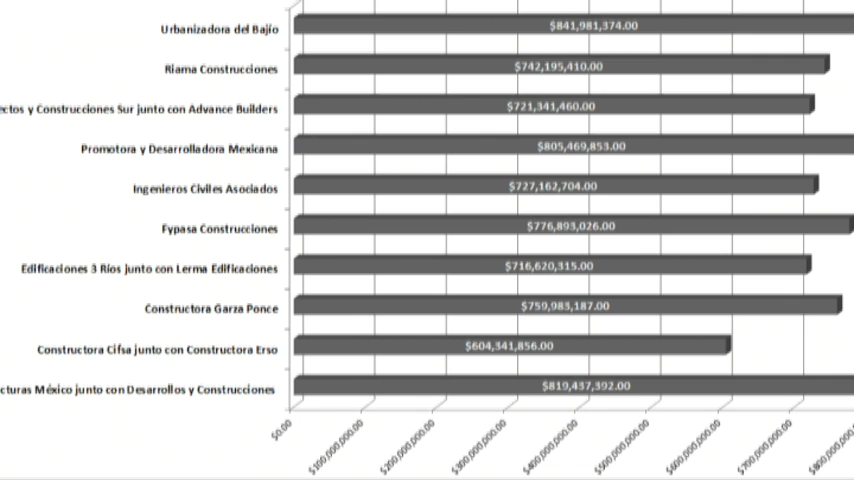 Urbanizadora del Bajío $841,981,374.00
Riama Construcciones $742,195,410.00
y Construcciones Sur junto con Advance Builders $721,341,460.00
Promotora y Desarrolladora Mexicana $805,469,853.00
Ingenieros Civiles Asociados $727,162,704.00
Fypasa Construcciones $776,893,026.00
Edificaciones 3 Ríos junto con Lerma Edificaciones $716,620,315.00
Constructora Garza Ponce $759,983,187.00
Constructora Cifsa junto con Constructora Erso $604,341,856.00
México junto con Desarrollos y Construcciones $819,437,392.00
$0.00 $100,000,000.00 $200,000,000.00 $300,000,000.00 $400,000,000.00 $500,000,000.00 $600,000,000.00 $700,000,000.00